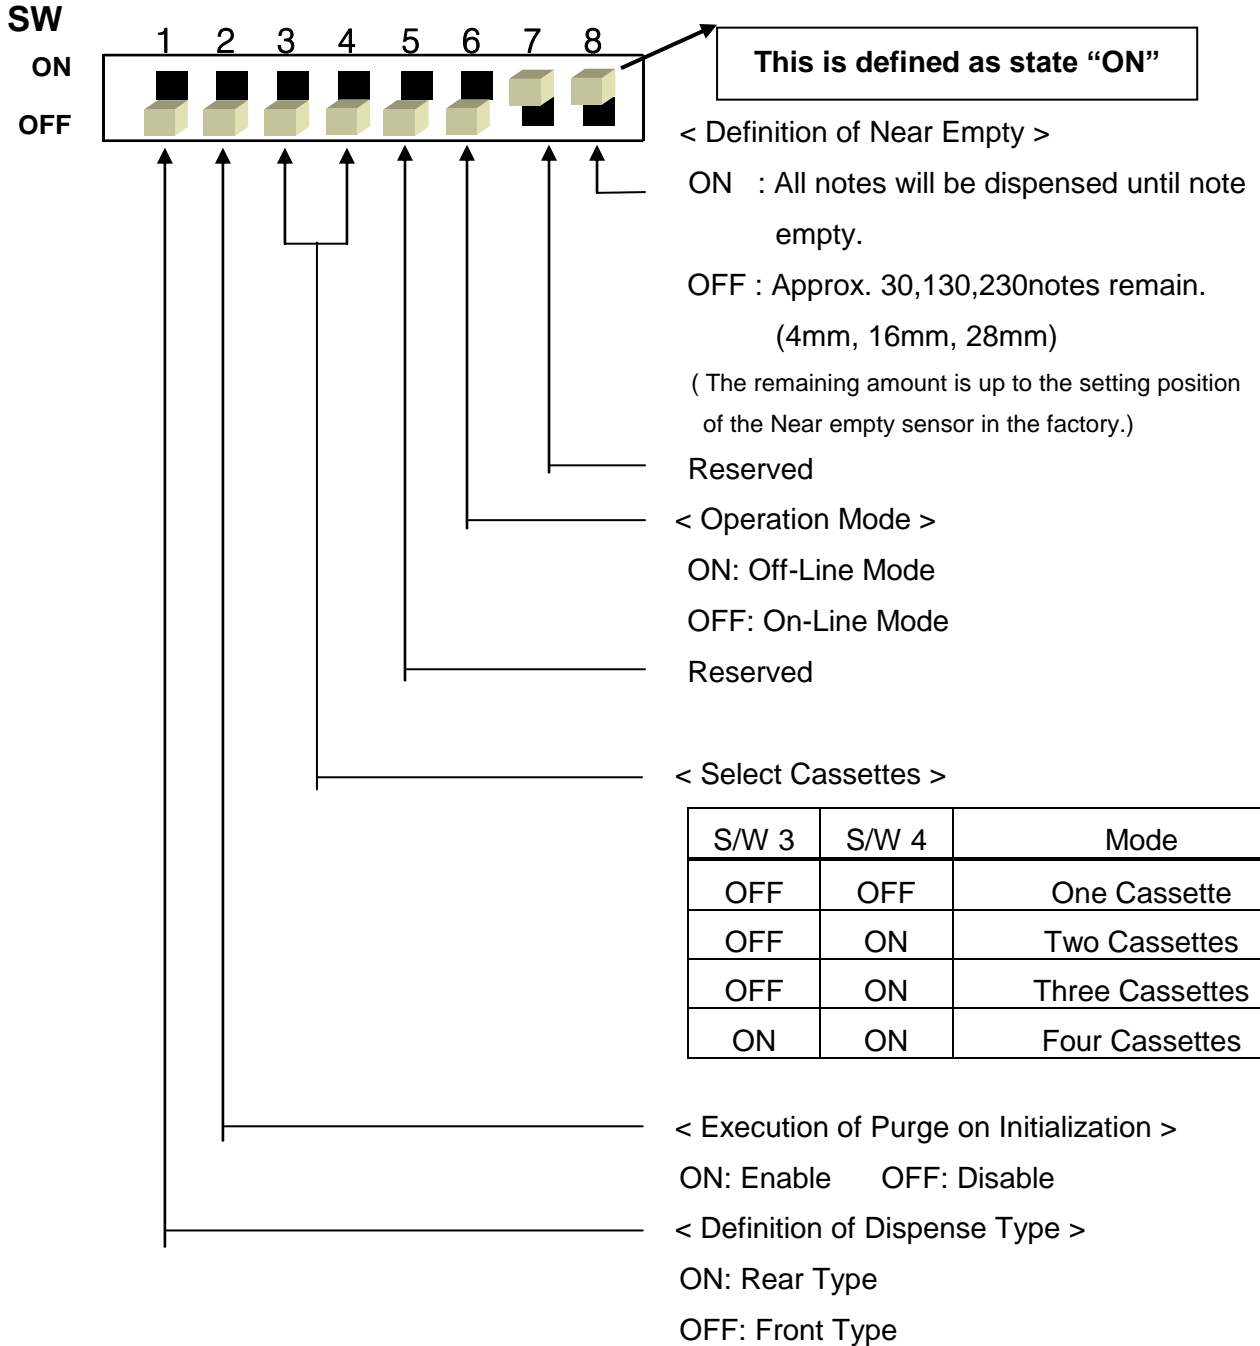 SW
1 2 3 4 5 6 7 8
ON
OFF
This is defined as state “ON”
< Definition of Near Empty >
ON : All notes will be dispensed until note
empty.
OFF : Approx. 30,130,230notes remain.
(4mm, 16mm, 28mm)
( The remaining amount is up to the setting position
of the Near empty sensor in the factory.)
Reserved
< Operation Mode >
ON: Off-Line Mode
OFF: On-Line Mode
Reserved
< Select Cassettes >
S/W 3 S/W 4 Mode
OFF OFF One Cassette
OFF ON Two Cassettes
OFF ON Three Cassettes
ON ON Four Cassettes
< Execution of Purge on Initialization >
ON: Enable OFF: Disable
< Definition of Dispense Type >
ON: Rear Type
OFF: Front Type